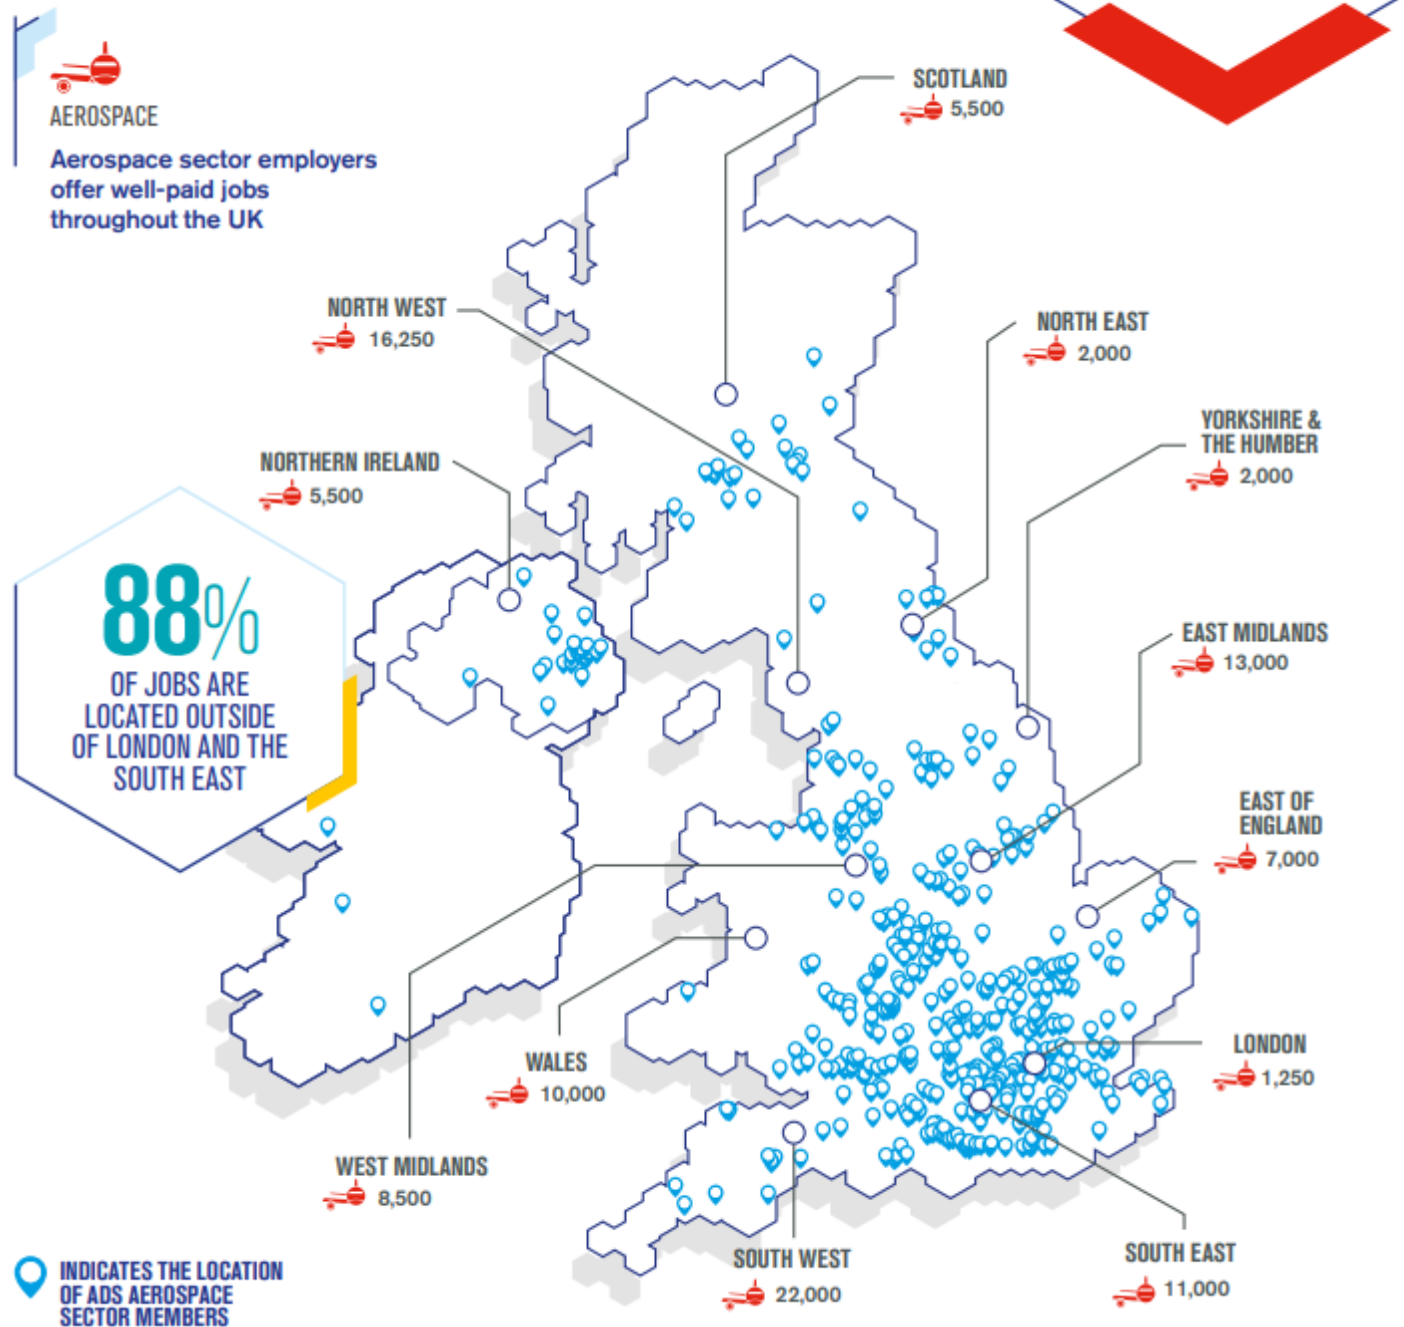 AEROSPACE
Aerospace sector employers
offer well-paid jobs
throughout the UK
SCOTLAND
5,500
NORTH WEST
16,250
NORTH EAST
2,000
YORKSHIRE &
THE HUMBER
2,000
NORTHERN IRELAND
5,500
88%
OF JOBS ARE
LOCATED OUTSIDE
OF LONDON AND THE
SOUTH EAST
EAST MIDLANDS
13,000
EAST OF
ENGLAND
7,000
LONDON
1,250
WALES
10,000
WEST MIDLANDS
8,500
SOUTH WEST
22,000
SOUTH EAST
11,000
INDICATES THE LOCATION
OF ADS AEROSPACE
SECTOR MEMBERS